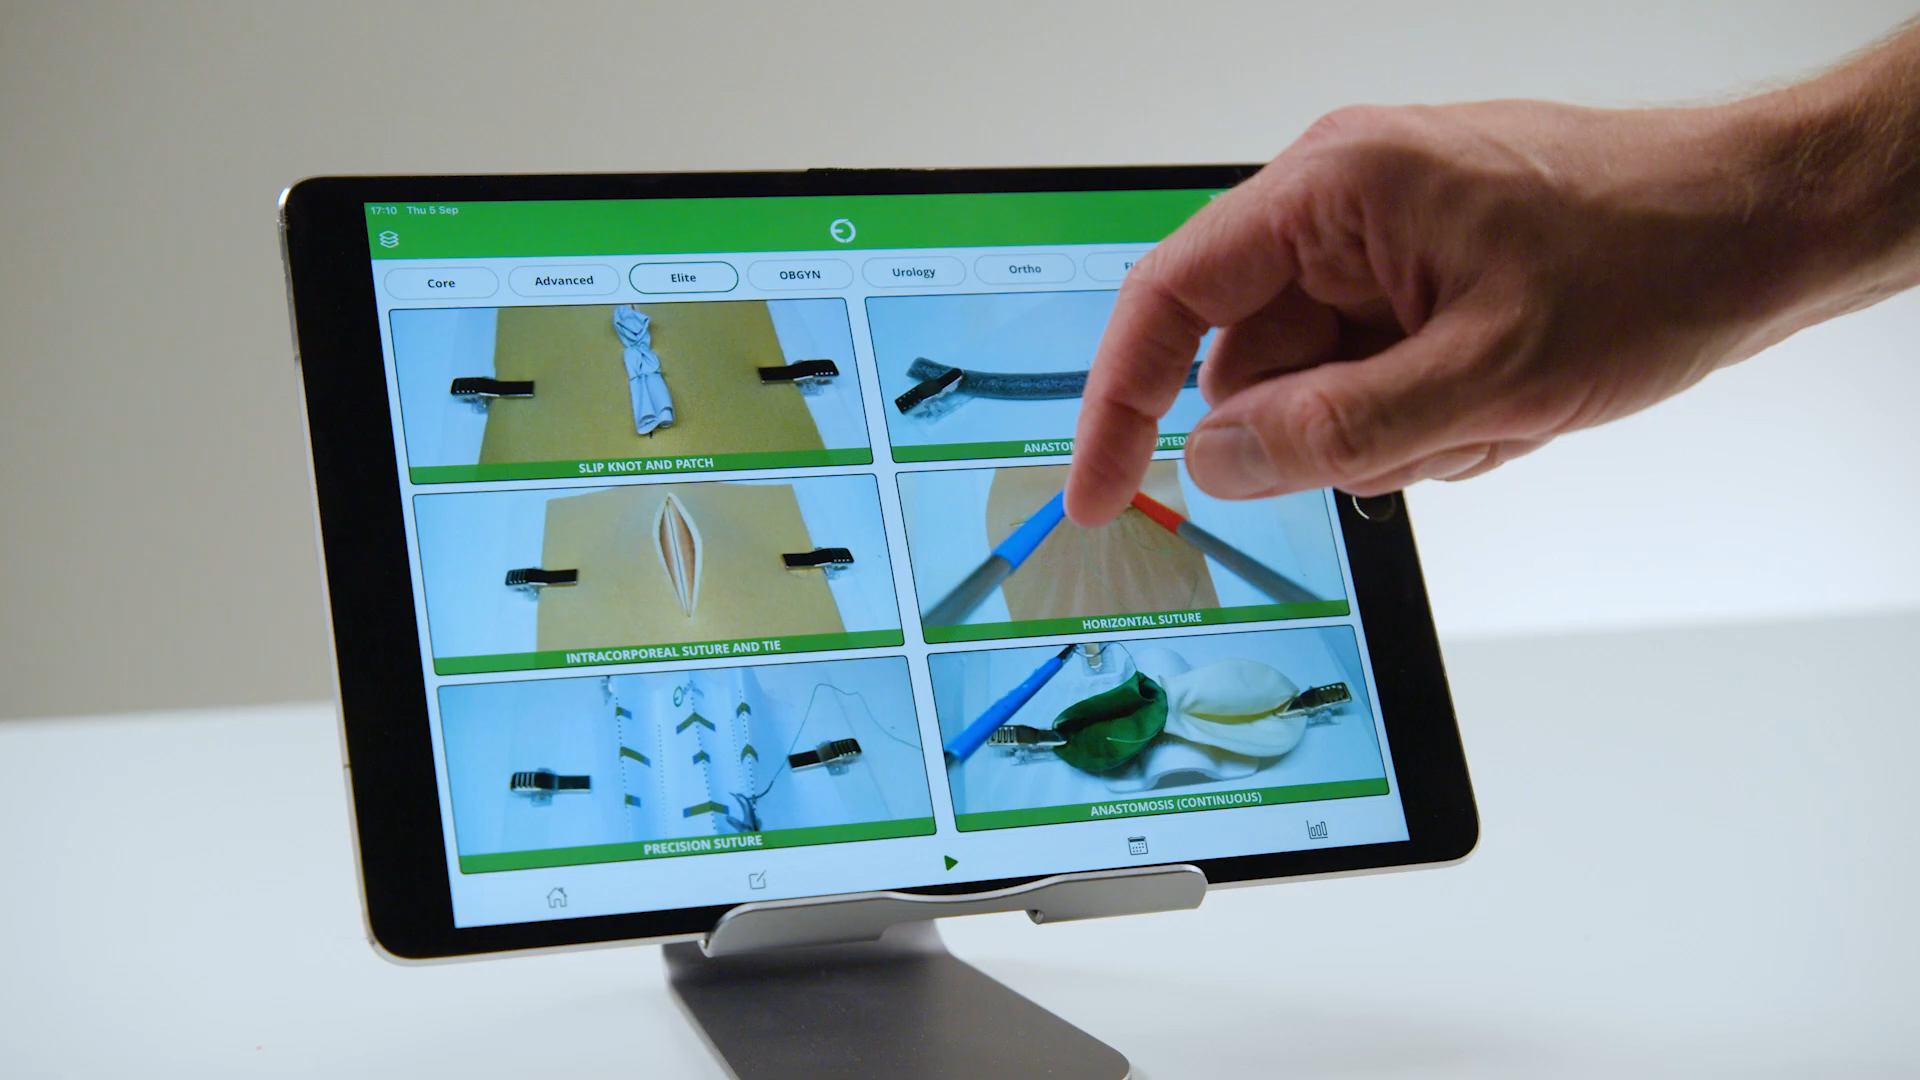 17:10 Thu 5 Sep
Core
Advanced
Elite
OBGYN
Urology
Ortho
SLIP KNOT AND PATCH
INTRACORPOREAL SUTURE AND TIE
HORIZONTAL SUTURE
PRECISION SUTURE
ANASTOMOSIS (CONTINUOUS)